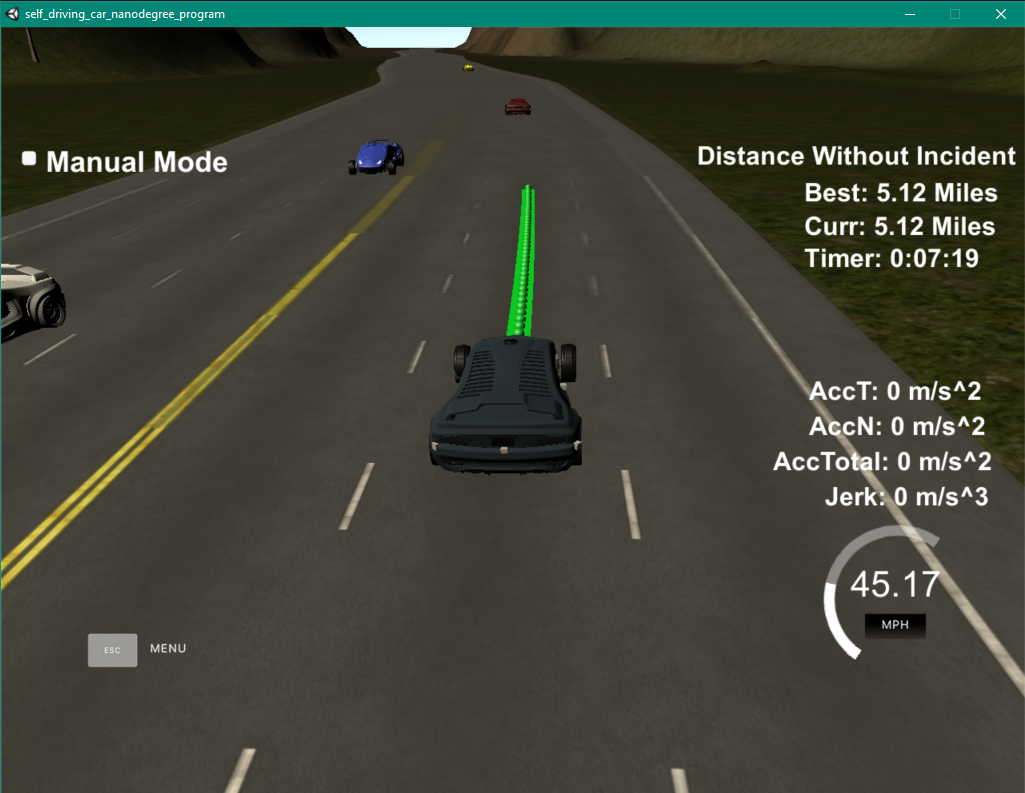 self_driving_car_nanodegree_program
Manual Mode
Distance Without Incident
Best: 5.12 Miles
Curr: 5.12 Miles
Timer: 0:07:19
AccT: 0 m/s^2
AccN: 0 m/s^2
AccTotal: 0 m/s^2
Jerk: 0 m/s^3
45.17
MPH
ESC MENU